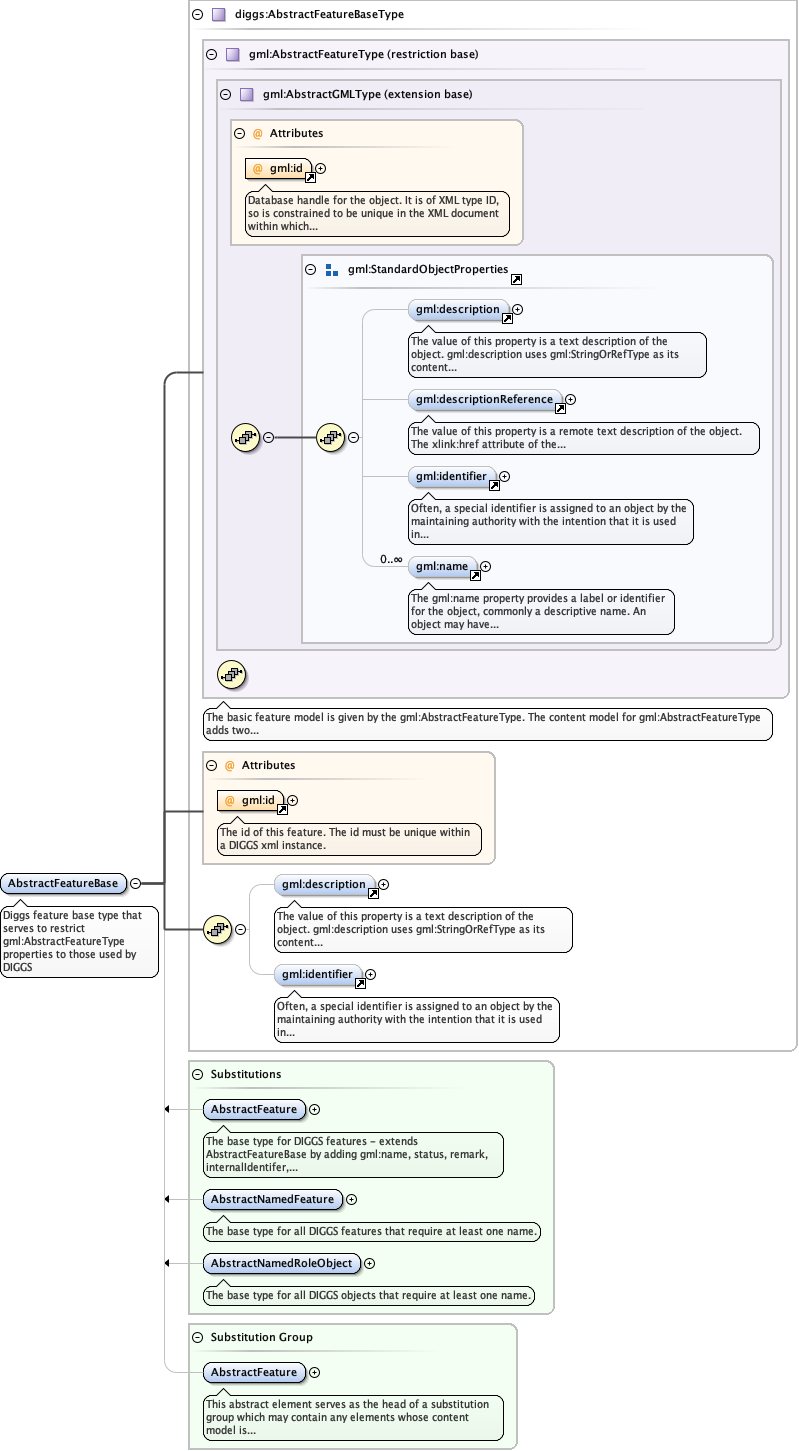 diggs:AbstractFeatureBaseType
gml:AbstractFeatureType (restriction base)
gml:AbstractGMLType (extension base)
@ Attributes
@ gml:id
Database handle for the object. It is of XML type ID,
so is constrained to be unique in the XML document
within which...
gml:StandardObjectProperties
gml:description
The value of this property is a text description of the
object. gml:description uses gml:StringOrRefType as its
content...
gml:descriptionReference
The value of this property is a remote text description of the object.
The xlink:href attribute of the...
gml:identifier
Often, a special identifier is assigned to an object by the
maintaining authority with the intention that it is used
in...
0..∞
gml:name
The gml:name property provides a label or identifier
for the object, commonly a descriptive name. An
object may have...
The basic feature model is given by the gml:AbstractFeatureType. The content model for gml:AbstractFeatureType
adds two...
@ Attributes
@ gml:id
The id of this feature. The id must be unique within
a DIGGS xml instance.
AbstractFeatureBase
Diggs feature base type that
serves to restrict
gml:AbstractFeatureType
properties to those used by
DIGGS
gml:description
The value of this property is a text description of the
object. gml:description uses gml:StringOrRefType as its
content...
gml:identifier
Often, a special identifier is assigned to an object by the
maintaining authority with the intention that it is used
in...
Substitutions
AbstractFeature
The base type for DIGGS features - extends
AbstractFeatureBase by adding gml:name, status, remark,
internalIdentifer,...
AbstractNamedFeature
The base type for all DIGGS features that require at least one name.
AbstractNamedRoleObject
The base type for all DIGGS objects that require at least one name.
Substitution Group
AbstractFeature
This abstract element serves as the head of a substitution
group which may contain any elements whose content
model is...